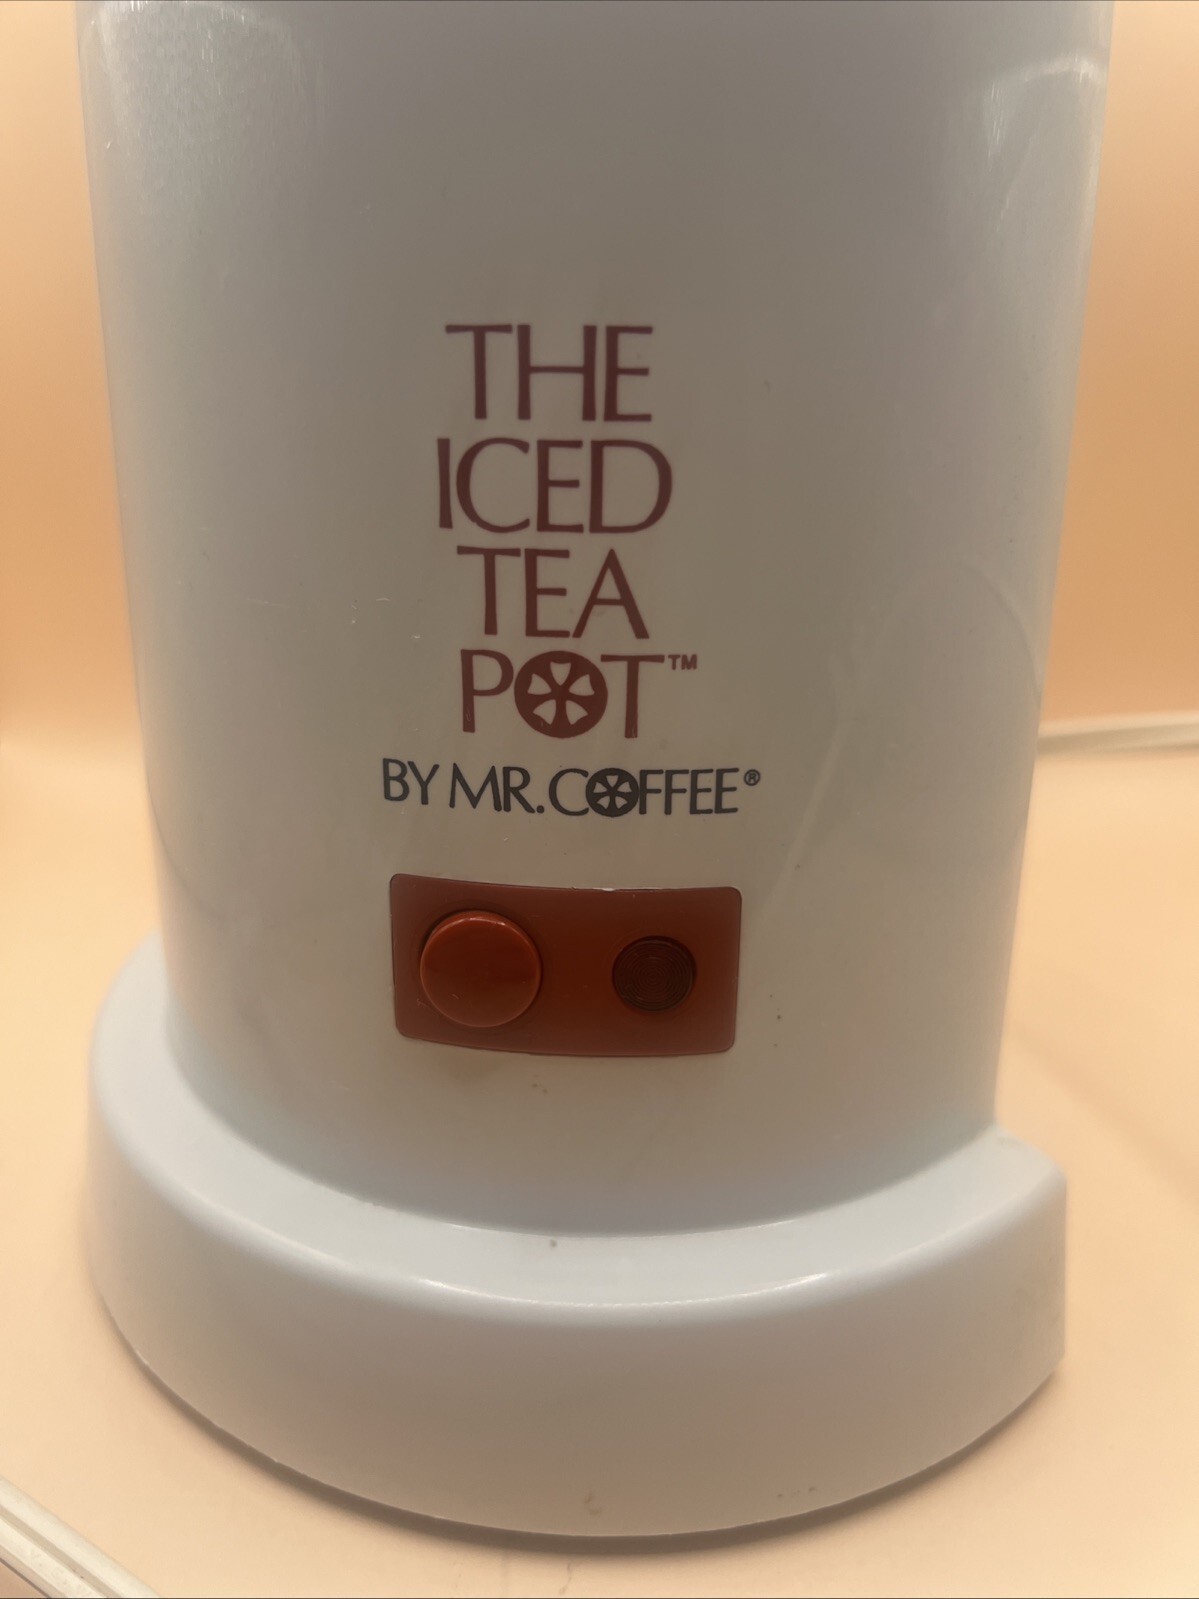 THE
ICED
TEA
POT™
BY MR. COFFEE®